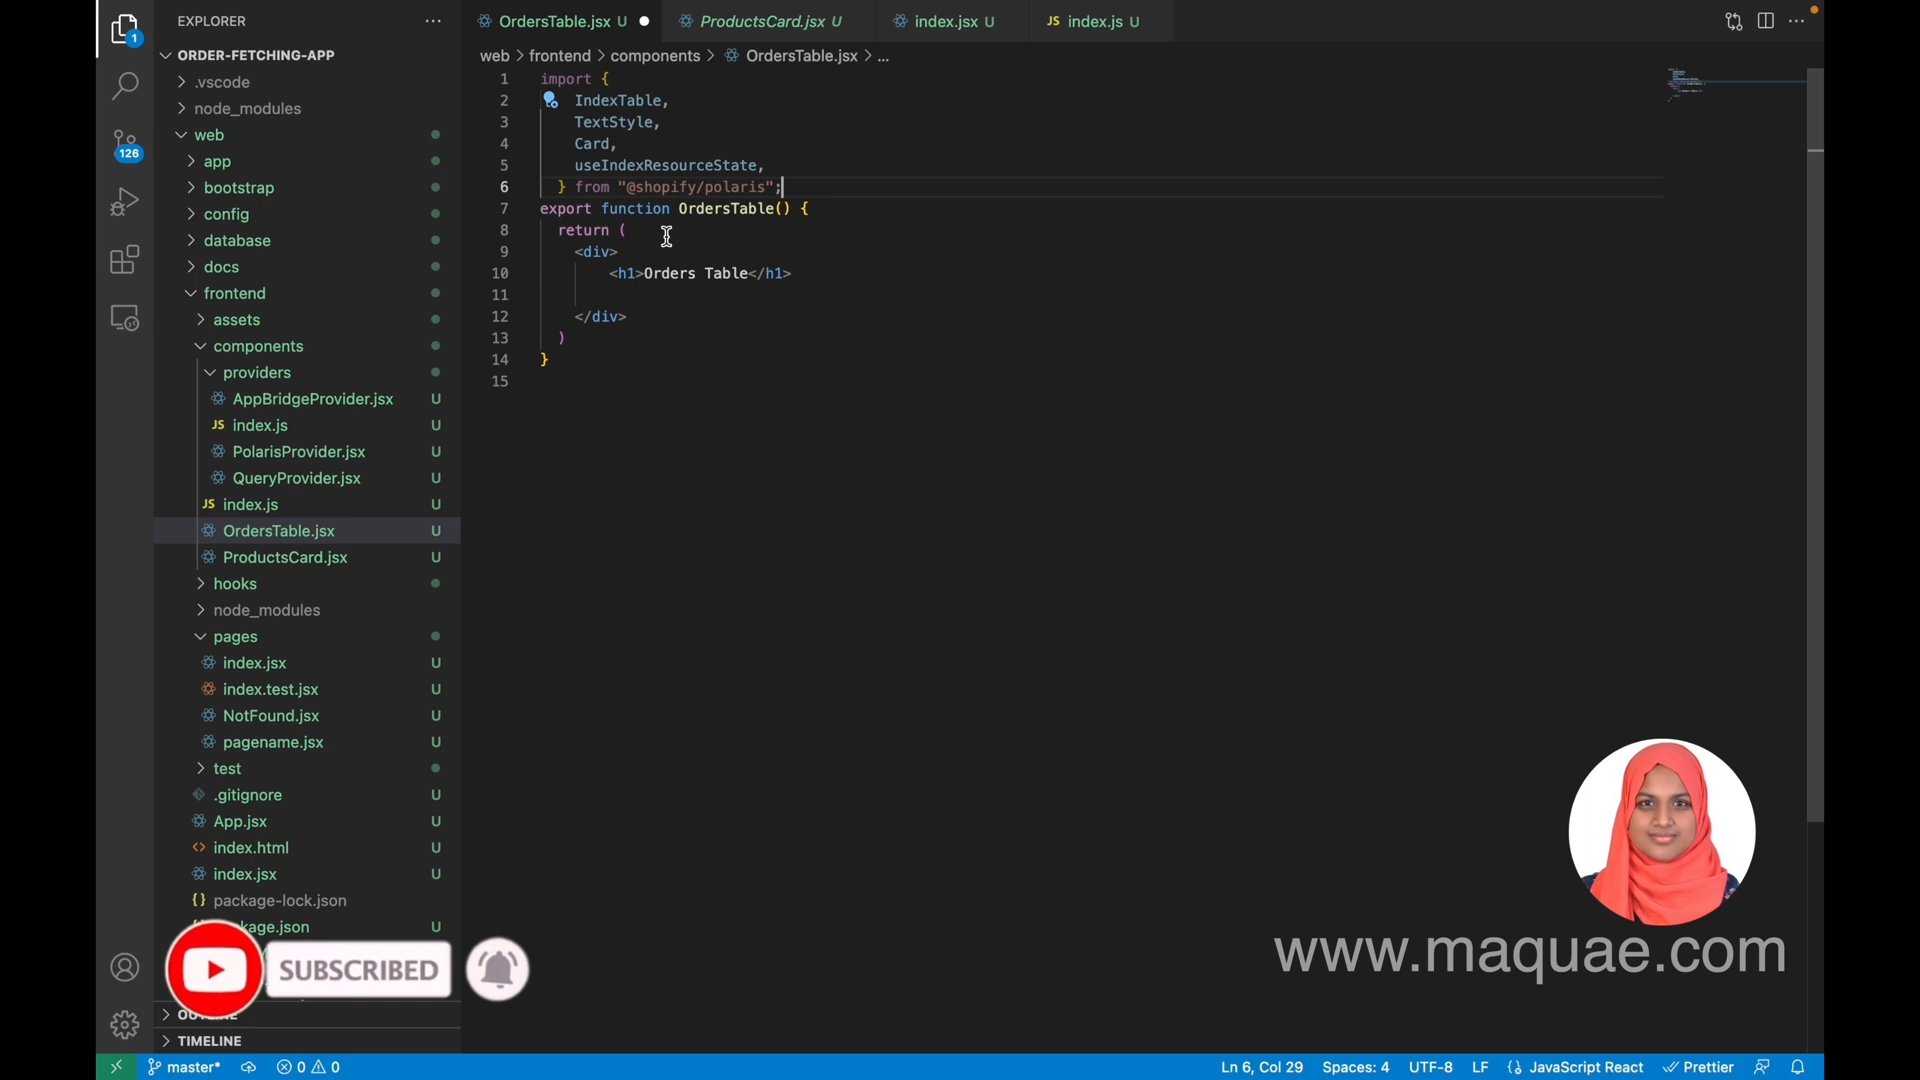 EXPLORER
ORDER-FETCHING-APP
.vscode
node_modules
web
app
bootstrap
config
database
docs
frontend
assets
components
providers
AppBridgeProvider.jsx U
JS index.js U
PolarisProvider.jsx U
QueryProvider.jsx U
JS index.js U
OrdersTable.jsx U
ProductsCard.jsx U
hooks
node_modules
pages
index.jsx U
index.test.jsx U
NotFound.jsx U
pagename.jsx U
test
.gitignore U
App.jsx U
index.html U
index.jsx U
package-lock.json
kage.json U
TIMELINE
1
126
OrdersTable.jsx U
ProductsCard.jsx U
index.jsx U
JS index.js U
web > frontend > components > OrdersTable.jsx > ...
1 import {
2 IndexTable,
3 TextStyle,
4 Card,
5 useIndexResourceState,
6 } from "@shopify/polaris";
7 export function OrdersTable() {
8 return (
9 <div>
10 <h1>Orders Table</h1>
11
12 </div>
13 )
14 }
15
SUBSCRIBED
www.maquae.com
master* 0 0
Ln 6, Col 29 Spaces: 4 UTF-8 LF {} JavaScript React Prettier